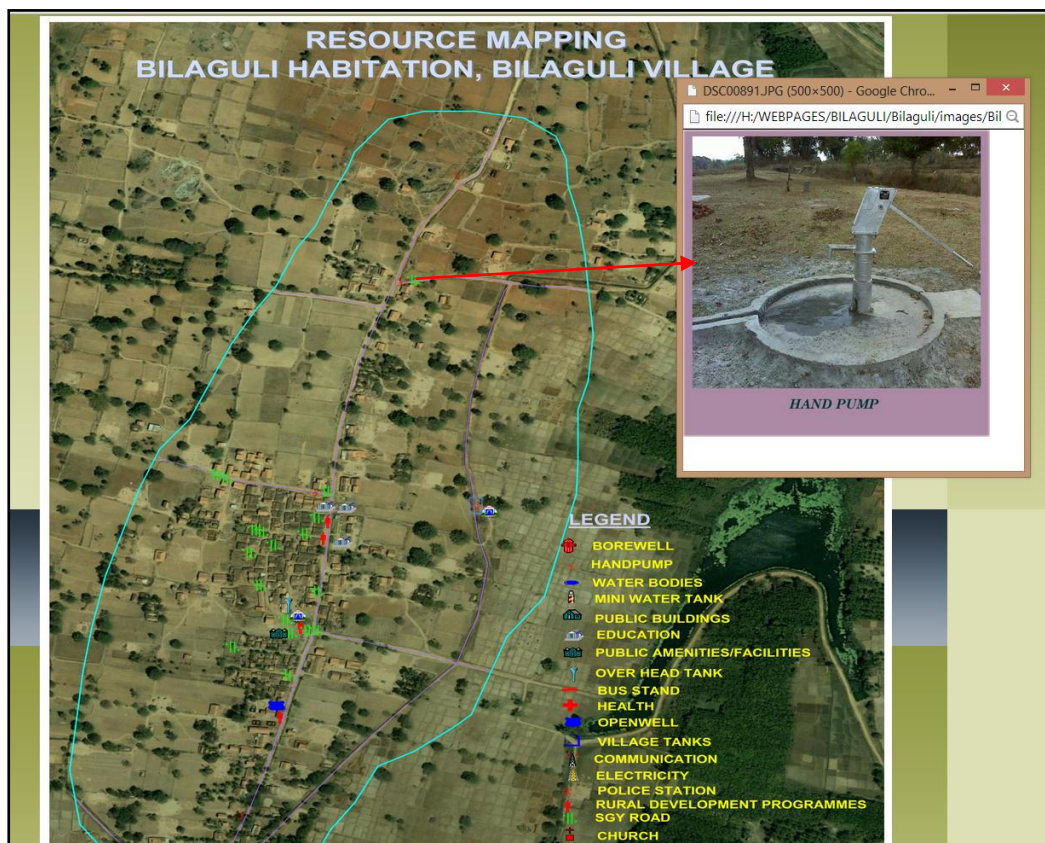 RESOURCE MAPPING
BILAGULI HABITATION, BILAGULI VILLAGE
DSC00891.JPG (500×500) - Google Chro...
file:///H:/WEBPAGES/BILAGULI/Bilaguli/images/Bil
HAND PUMP
LEGEND
BOREWELL
HANDPUMP
WATER BODIES
MINI WATER TANK
PUBLIC BUILDINGS
EDUCATION
PUBLIC AMENITIES/FACILITIES
OVER HEAD TANK
BUS STAND
HEALTH
OPENWELL
VILLAGE TANKS
COMMUNICATION
ELECTRICITY
POLICE STATION
RURAL DEVELOPMENT PROGRAMMES
SGY ROAD
CHURCH